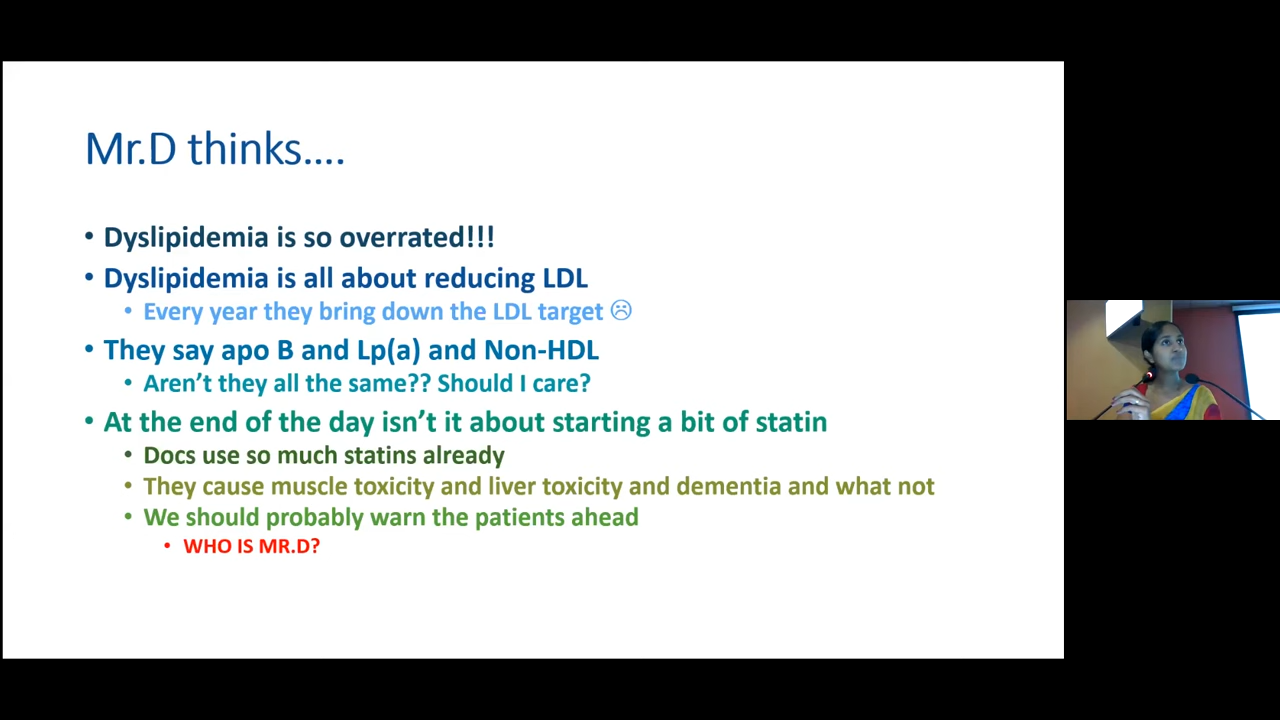 Mr.D thinks....
• Dyslipidemia is so overrated!!!
• Dyslipidemia is all about reducing LDL
• Every year they bring down the LDL target ☹
• They say apo B and Lp(a) and Non-HDL
• Aren’t they all the same?? Should I care?
• At the end of the day isn’t it about starting a bit of statin
• Docs use so much statins already
• They cause muscle toxicity and liver toxicity and dementia and what not
• We should probably warn the patients ahead
• WHO IS MR.D?